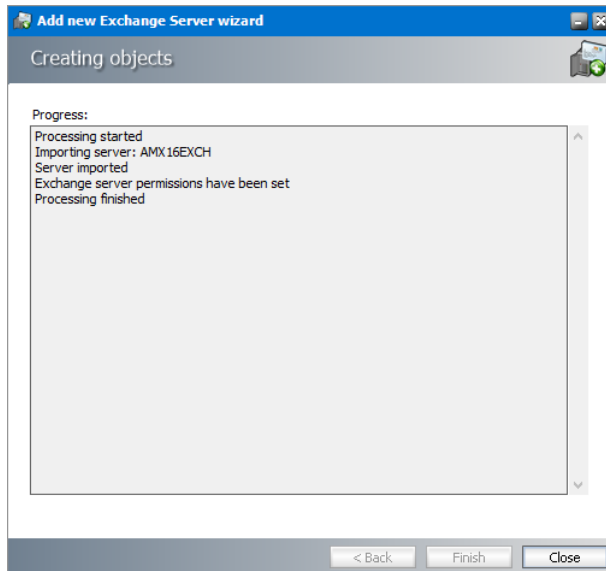 Add new Exchange Server wizard
Creating objects
Progress:
Processing started
Importing server: AMX16EXCH
Server imported
Exchange server permissions have been set
Processing finished
< Back
Finish
Close